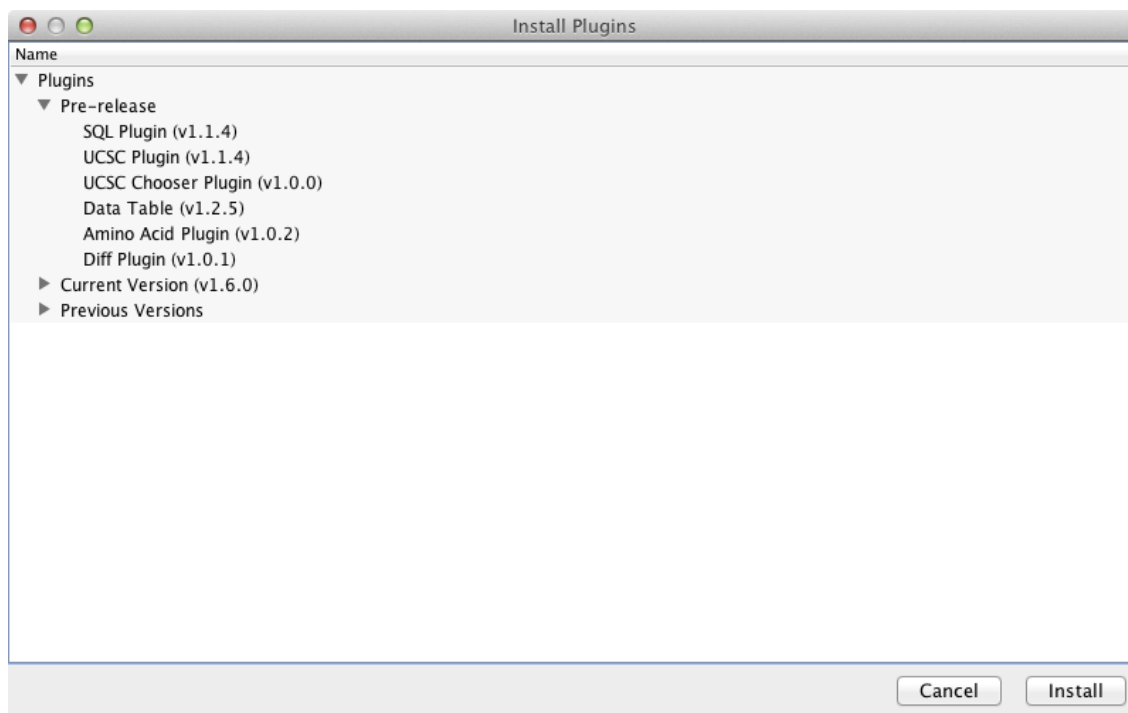 Install Plugins
Name
Plugins
Pre-release
SQL Plugin (v1.1.4)
UCSC Plugin (v1.1.4)
UCSC Chooser Plugin (v1.0.0)
Data Table (v1.2.5)
Amino Acid Plugin (v1.0.2)
Diff Plugin (v1.0.1)
Current Version (v1.6.0)
Previous Versions
Cancel Install